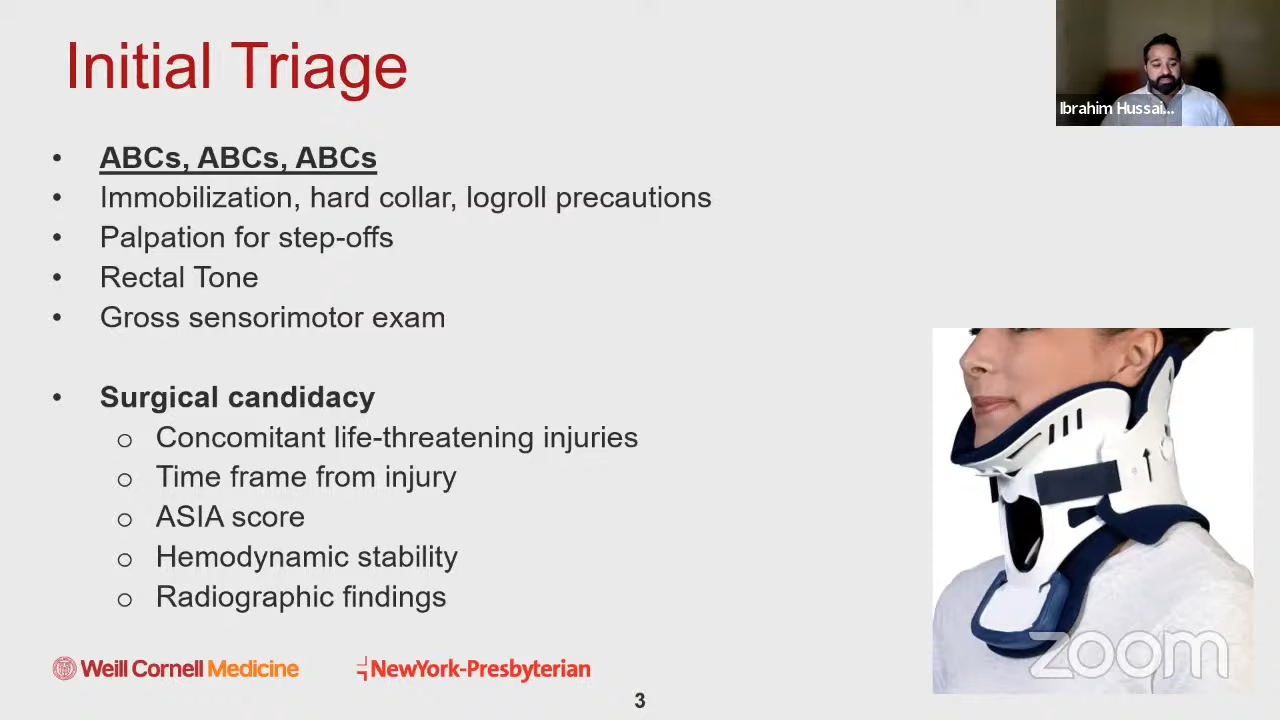 Initial Triage
Ibrahim Hussai...
• ABCs, ABCs, ABCs
• Immobilization, hard collar, logroll precautions
• Palpation for step-offs
• Rectal Tone
• Gross sensorimotor exam
• Surgical candidacy
o Concomitant life-threatening injuries
o Time frame from injury
o ASIA score
o Hemodynamic stability
o Radiographic findings
zoom
Weill Cornell Medicine
NewYork-Presbyterian
3